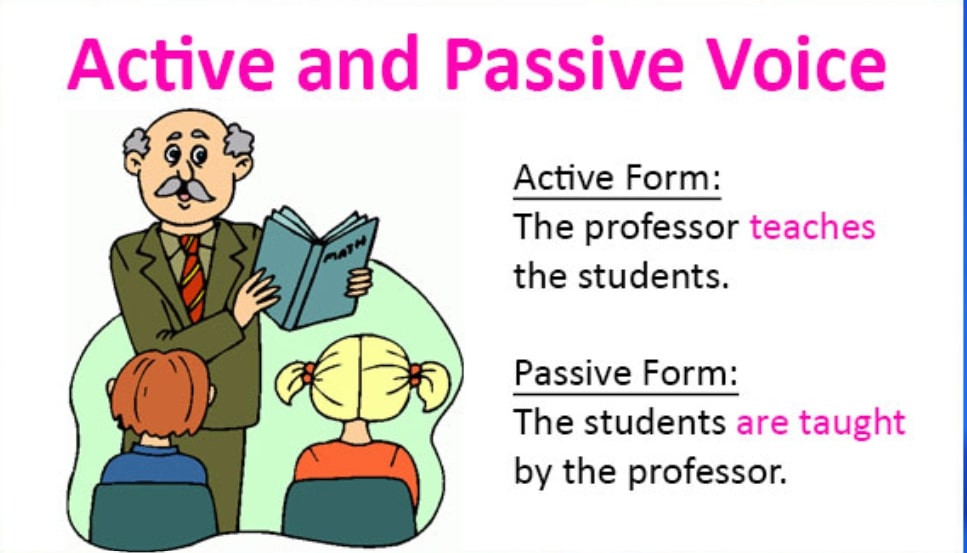 Active and Passive Voice
MATH
Active Form:
The professor teaches
the students.
Passive Form:
The students are taught
by the professor.